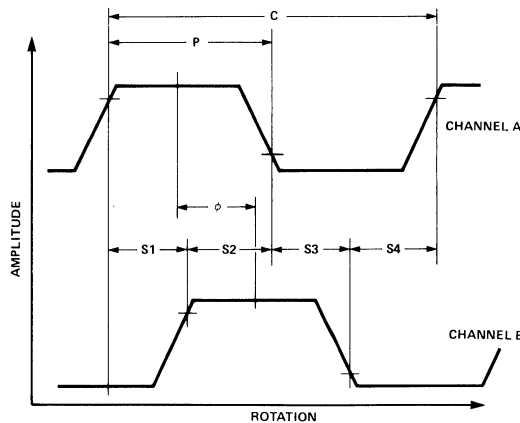 C
P
CHANNEL A
ϕ
S1 S2 S3 S4
AMPLITUDE
CHANNEL B
ROTATION